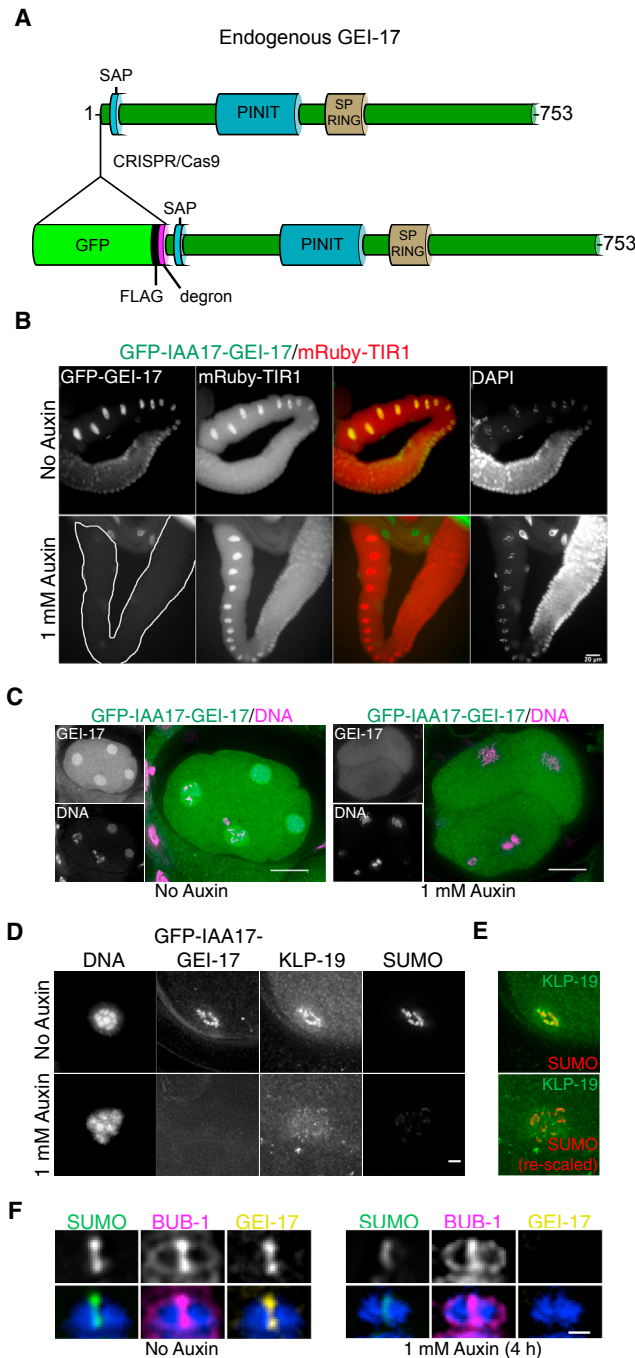 A
Endogenous GEI-17
SAP
1
PINIT
SP
RING
-753
CRISPR/Cas9
SAP
GFP
PINIT
SP
RING
-753
FLAG
degron
B
GFP-IAA17-GEI-17/mRuby-TIR1
GFP-GEI-17
mRuby-TIR1
DAPI
No Auxin
1 mM Auxin
20 µm
C
GFP-IAA17-GEI-17/DNA
GFP-IAA17-GEI-17/DNA
GEI-17
GEI-17
DNA
DNA
No Auxin
1 mM Auxin
D
GFP-IAA17-
DNA
GEI-17
KLP-19
SUMO
No Auxin
1 mM Auxin
E
KLP-19
SUMO
KLP-19
SUMO
(re-scaled)
F
SUMO
BUB-1
GEI-17
SUMO
BUB-1
GEI-17
No Auxin
1 mM Auxin (4 h)